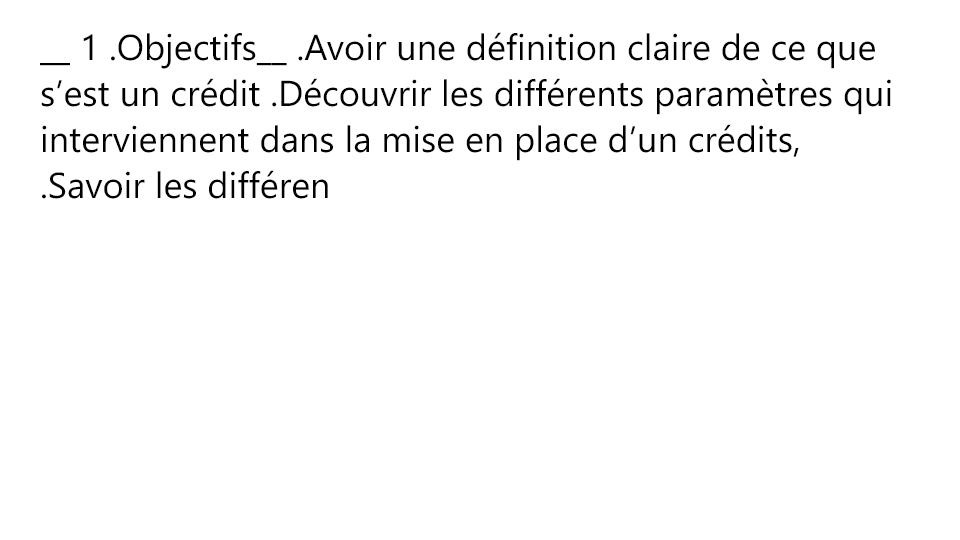 __ 1 .Objectifs__ .Avoir une définition claire de ce que
s’est un crédit .Découvrir les différents paramètres qui
interviennent dans la mise en place d’un crédits,
.Savoir les différen